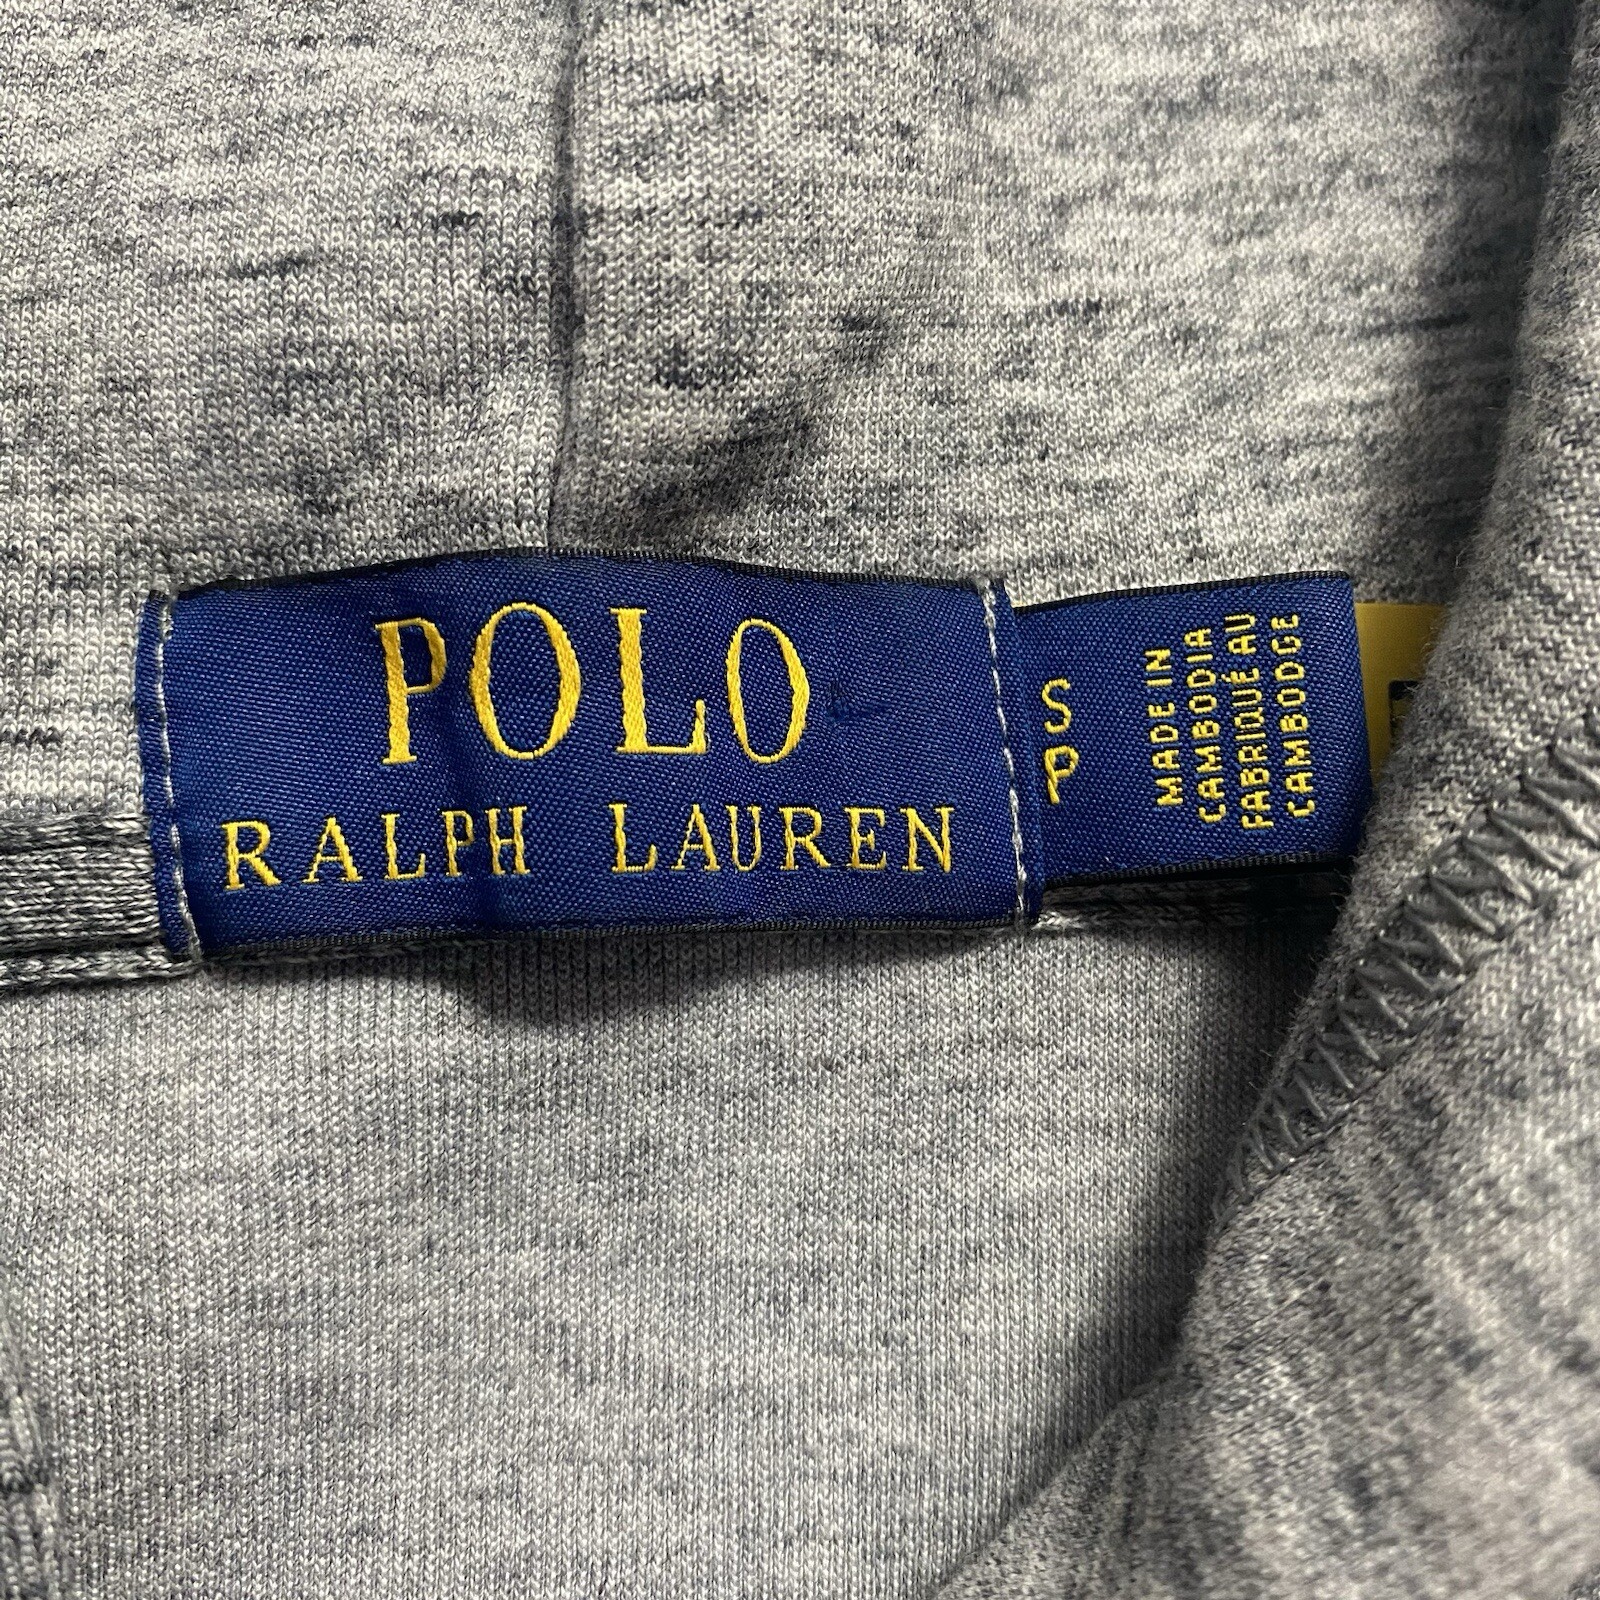 POLO
RALPH LAUREN
S
P
MADE IN
CAMBODIA
FABRIQUÉ AU
CAMBODGE